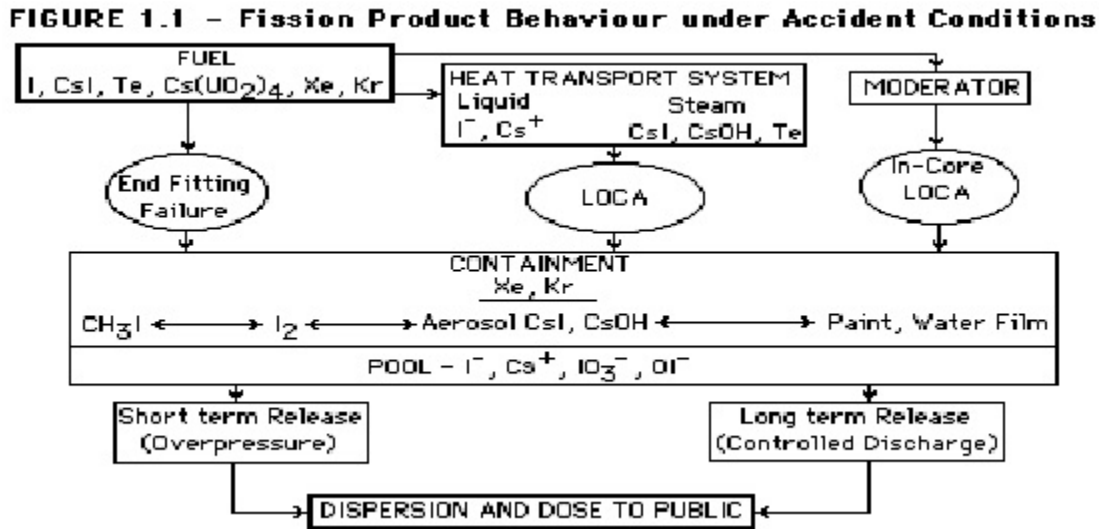 FIGURE 1.1 - Fission Product Behaviour under Accident Conditions
FUEL
I, CsI, Te, Cs(UO2)4, Xe, Kr
HEAT TRANSPORT SYSTEM
Liquid Steam
I⁻, Cs⁺ CsI, CsOH, Te
MODERATOR
End Fitting
Failure
LOCA
In-Core
LOCA
CONTAINMENT
Xe, Kr
CH3I I2 Aerosol CsI, CsOH Paint, Water Film
POOL - I⁻, Cs⁺, IO3⁻, OI⁻
Short term Release
(Overpressure)
Long term Release
(Controlled Discharge)
DISPERSION AND DOSE TO PUBLIC